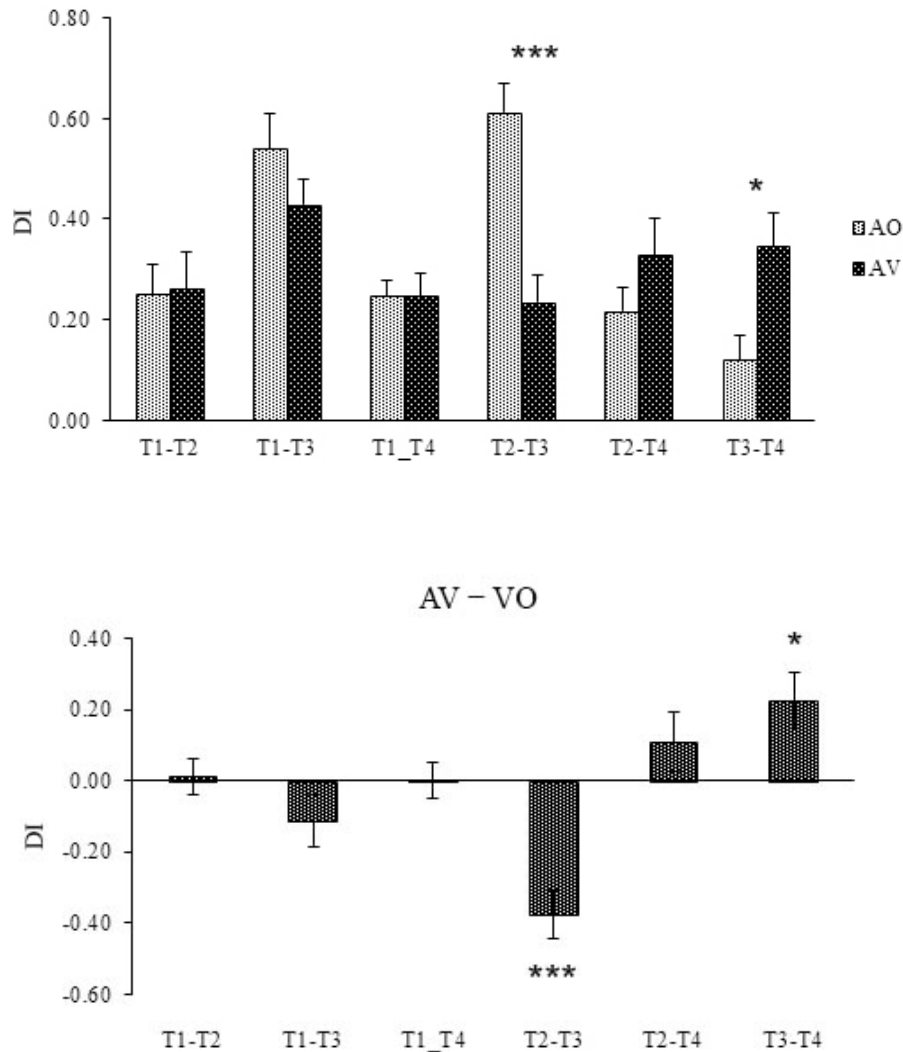 0.80
***
0.60
*
DI
0.40
AO
AV
0.20
0.00
T1-T2 T1-T3 T1_T4 T2-T3 T2-T4 T3-T4
AV – VO
0.40
*
0.20
0.00
DI
-0.20
-0.40
***
-0.60
T1-T2 T1-T3 T1_T4 T2-T3 T2-T4 T3-T4